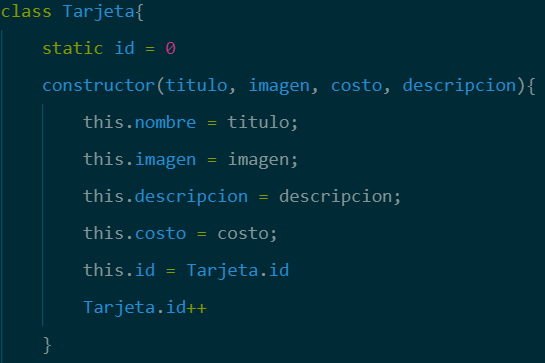 class Tarjeta{
static id = 0
constructor(titulo, imagen, costo, descripcion){
this.nombre = titulo;
this.imagen = imagen;
this.descripcion = descripcion;
this.costo = costo;
this.id = Tarjeta.id
Tarjeta.id++
}